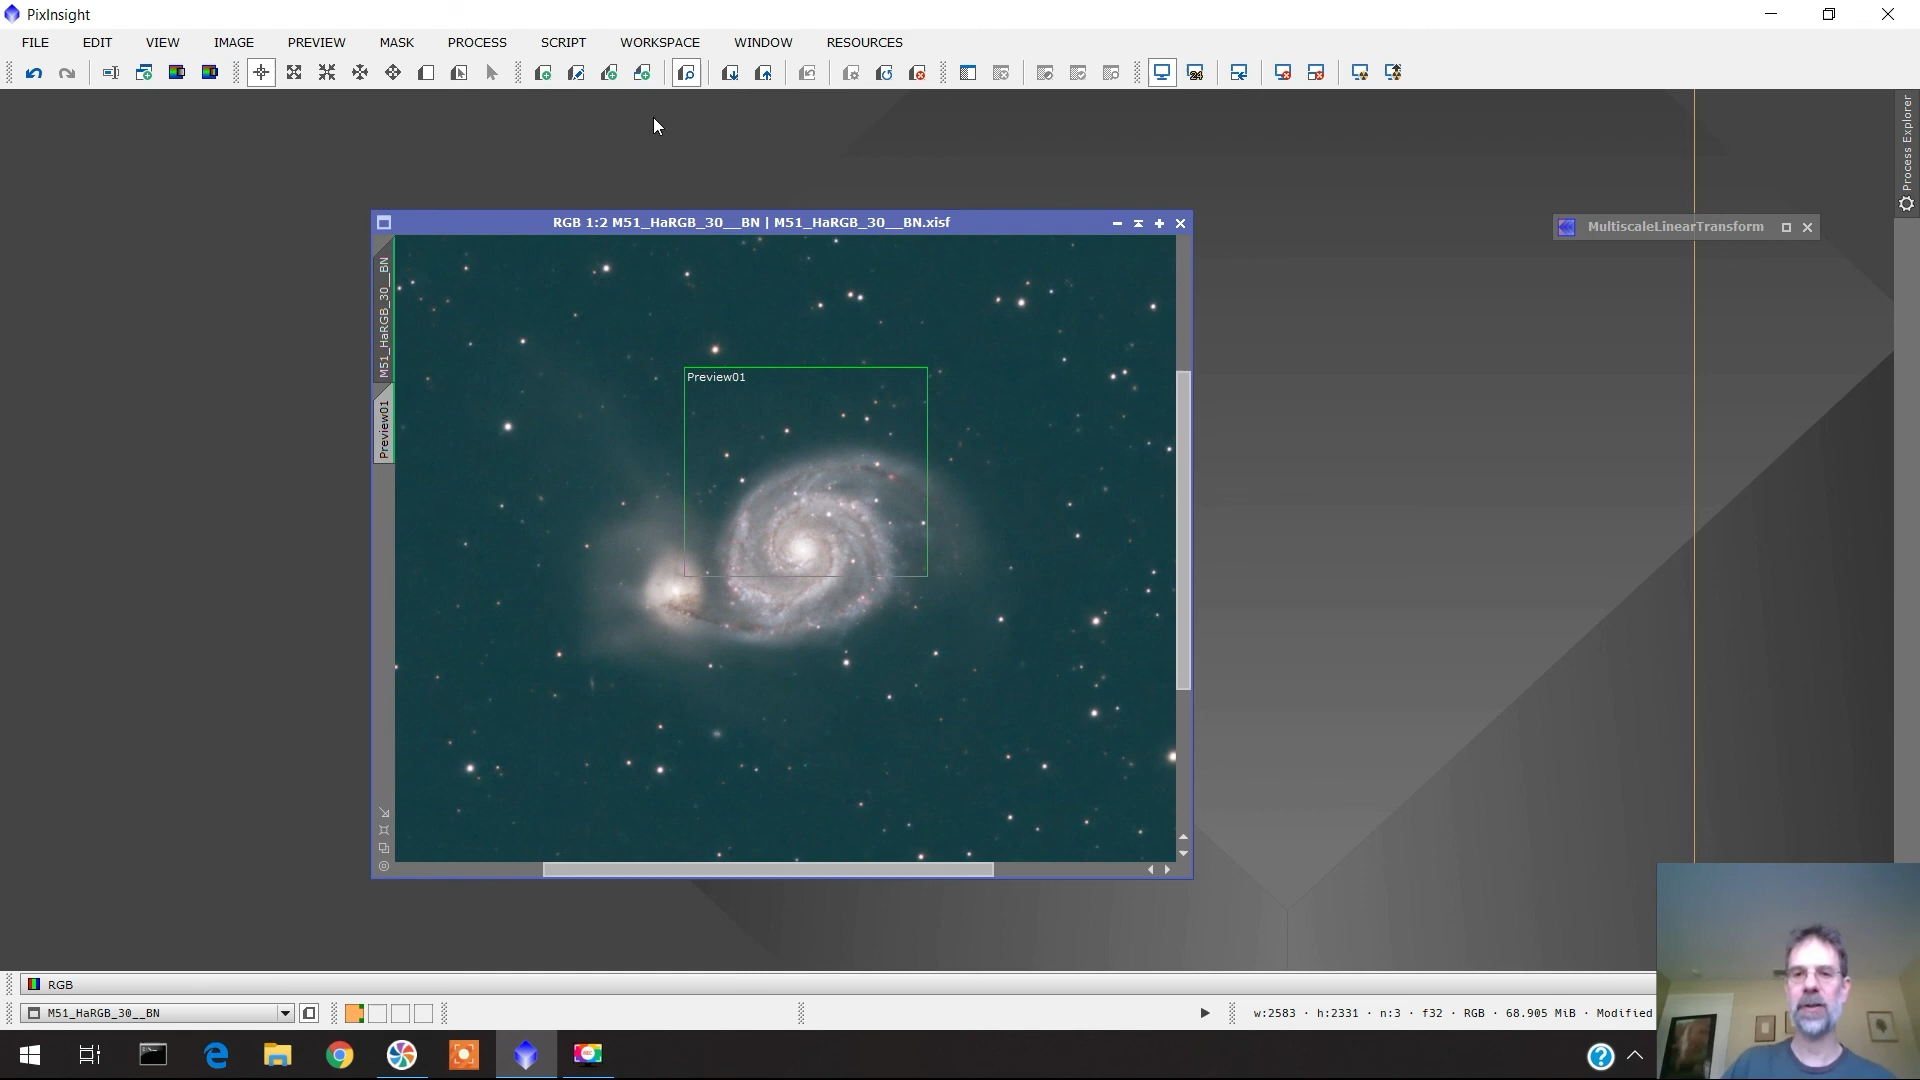 PixInsight
FILE EDIT VIEW IMAGE PREVIEW MASK PROCESS SCRIPT WORKSPACE WINDOW RESOURCES
24
Process Explorer
RGB 1:2 M51_HaRGB_30__BN | M51_HaRGB_30__BN.xisf
MultiscaleLinearTransform
M51_HaRGB_30__BN
Preview01
Preview01
RGB
M51_HaRGB_30__BN
w:2583 · h:2331 · n:3 · f32 · RGB · 68.905 MiB · Modified